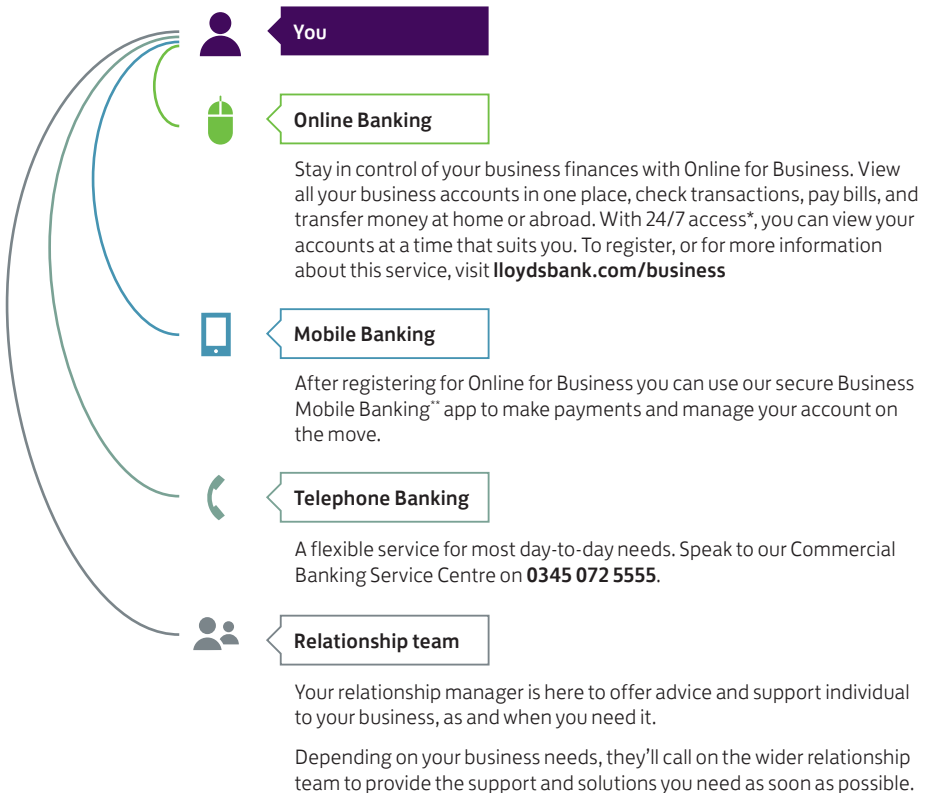 You
Online Banking
Stay in control of your business finances with Online for Business. View
all your business accounts in one place, check transactions, pay bills, and
transfer money at home or abroad. With 24/7 access*, you can view your
accounts at a time that suits you. To register, or for more information
about this service, visit lloydsbank.com/business
Mobile Banking
After registering for Online for Business you can use our secure Business
Mobile Banking** app to make payments and manage your account on
the move.
Telephone Banking
A flexible service for most day-to-day needs. Speak to our Commercial
Banking Service Centre on 0345 072 5555.
Relationship team
Your relationship manager is here to offer advice and support individual
to your business, as and when you need it.
Depending on your business needs, they’ll call on the wider relationship
team to provide the support and solutions you need as soon as possible.